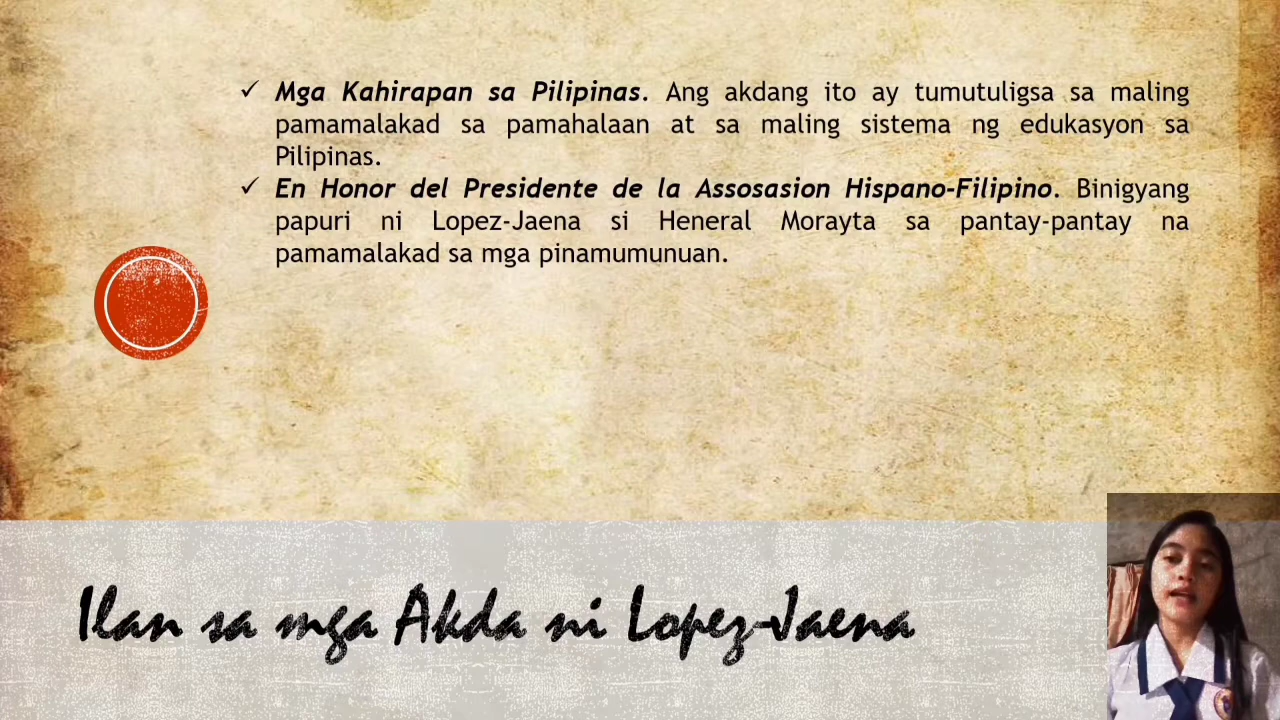 ✓ Mga Kahirapan sa Pilipinas. Ang akdang ito ay tumutuligsa sa maling
pamamalakad sa pamahalaan at sa maling sistema ng edukasyon sa
Pilipinas.
✓ En Honor del Presidente de la Assosasion Hispano-Filipino. Binigyang
papuri ni Lopez-Jaena si Heneral Morayta sa pantay-pantay na
pamamalakad sa mga pinamumunuan.
Ilan sa mga Akda ni Lopez-Jaena